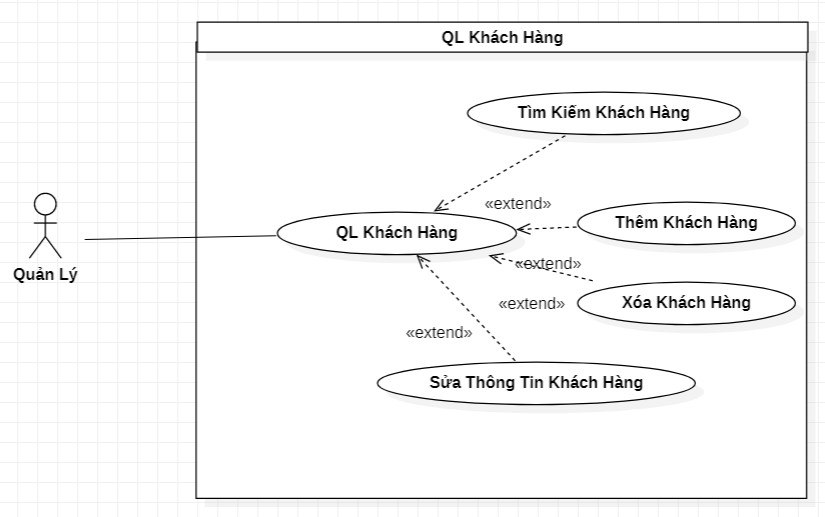 QL Khách Hàng
Tìm Kiếm Khách Hàng
«extend»
Thêm Khách Hàng
QL Khách Hàng
«extend»
Quản Lý
Xóa Khách Hàng
«extend»
«extend»
Sửa Thông Tin Khách Hàng